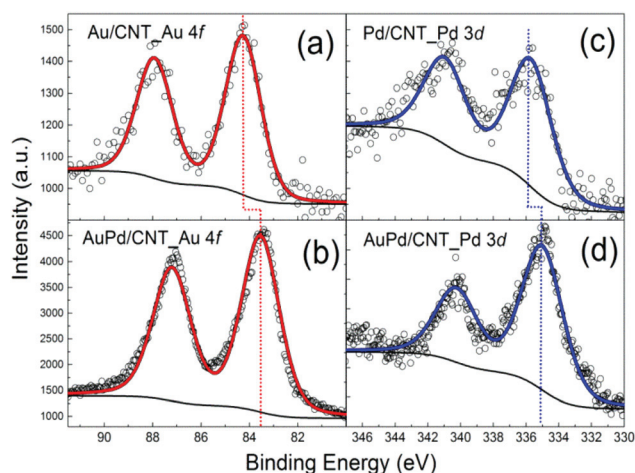 Au/CNT_Au 4f
(a)
1500
1400
1300
1200
1100
1000
Pd/CNT_Pd 3d
(c)
AuPd/CNT_Au 4f
(b)
4500
4000
3500
3000
2500
2000
1500
1000
AuPd/CNT_Pd 3d
(d)
Intensity (a.u.)
90 88 86 84 82
346 344 342 340 338 336 334 332 330
Binding Energy (eV)